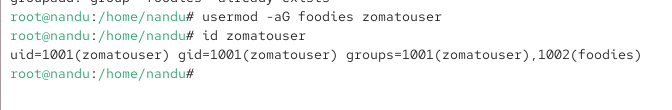 groupadd: group 'foodies' already exists
root@nandu:/home/nandu# usermod -aG foodies zomatouser
root@nandu:/home/nandu# id zomatouser
uid=1001(zomatouser) gid=1001(zomatouser) groups=1001(zomatouser),1002(foodies)
root@nandu:/home/nandu#